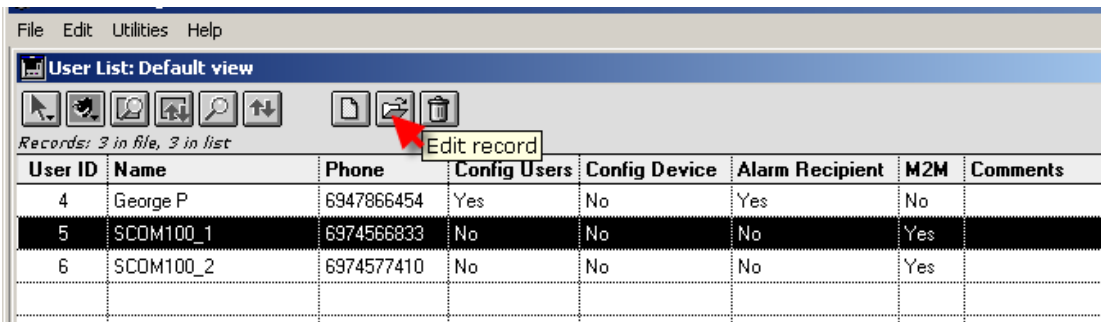 File Edit Utilities Help
User List: Default view
Records: 3 in file, 3 in list
Edit record
User ID Name Phone Config Users Config Device Alarm Recipient M2M Comments
4 George P 6947866454 Yes No Yes No
5 SCOM100_1 6974566833 No No No Yes
6 SCOM100_2 6974577410 No No No Yes